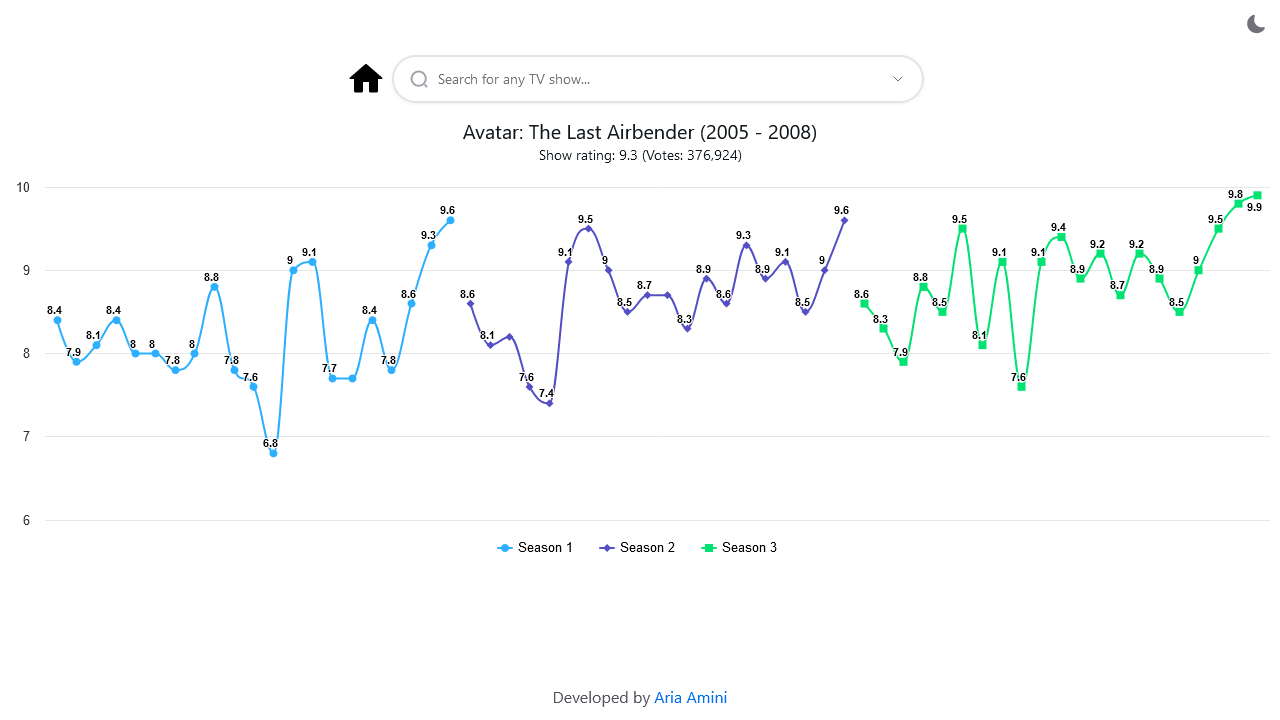 Search for any TV show...
Avatar: The Last Airbender (2005 - 2008)
Show rating: 9.3 (Votes: 376,924)
10
9
8
7
6
8.4 7.9 8.1 8.4 8 8 7.8 8 8.8 7.8 7.6 6.8 9 9.1 7.7 8.4 7.8 8.6 9.3 9.6
8.6 8.1 7.6 7.4 9.1 9.5 9 8.5 8.7 8.3 8.9 8.6 9.3 8.9 9.1 8.5 9 9.6
8.6 8.3 7.9 8.8 8.5 9.5 8.1 9.1 7.6 9.1 9.4 8.9 9.2 8.7 9.2 8.9 8.5 9 9.5 9.8 9.9
Season 1 Season 2 Season 3
Developed by Aria Amini